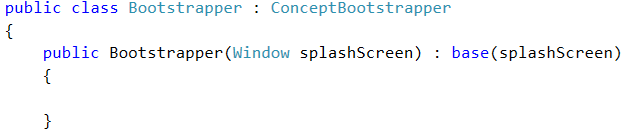 public class Bootstrapper : ConceptBootstrapper
{
    public Bootstrapper(Window splashScreen) : base(splashScreen)
    {

    }